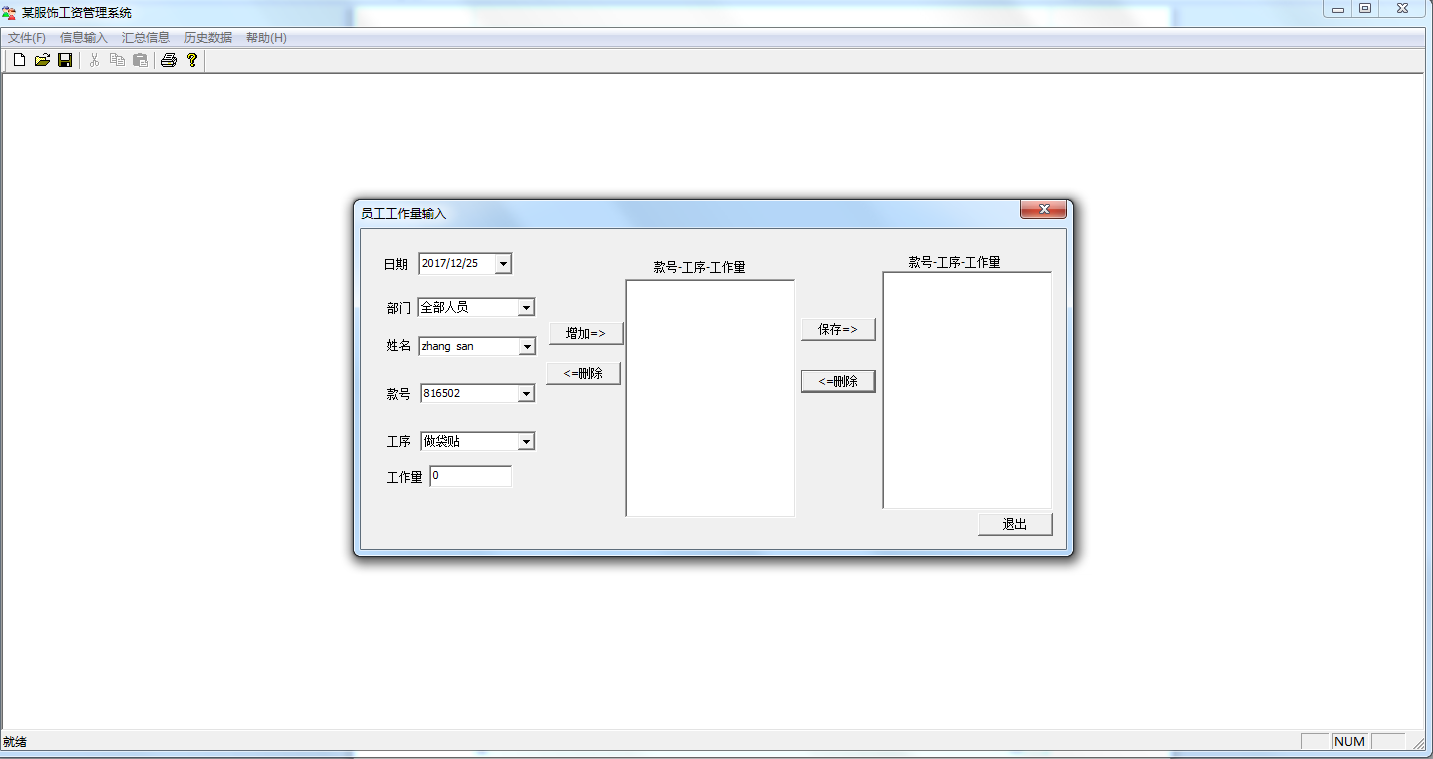 某服饰工资管理系统
文件(F) 信息输入 汇总信息 历史数据 帮助(H)
员工工作量输入
日期 2017/12/25
部门 全部人员
姓名 zhang san
款号 816502
工序 做袋贴
工作量 0
增加=>
<=删除
款号-工序-工作量
保存=>
<=删除
款号-工序-工作量
退出
就绪
NUM